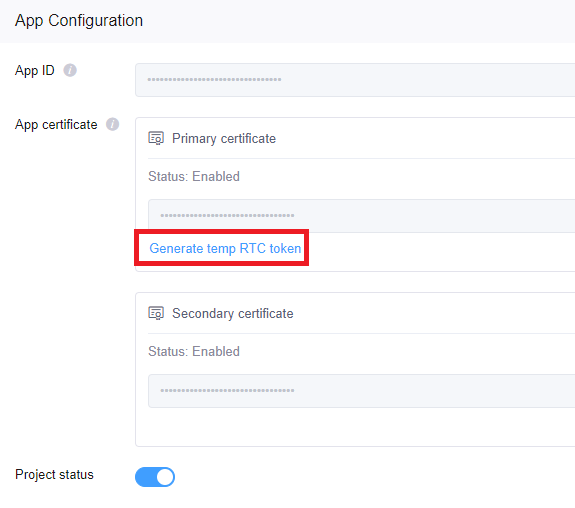 App Configuration
App ID
••••••••••••••••••••••••••••••••
App certificate
Primary certificate
Status: Enabled
••••••••••••••••••••••••••••••••
Generate temp RTC token
Secondary certificate
Status: Enabled
••••••••••••••••••••••••••••••••
Project status